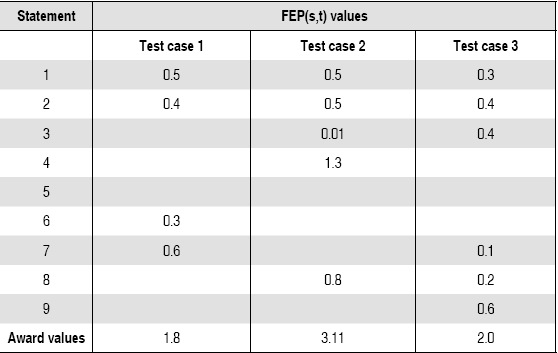 Statement FEP(s,t) values
Test case 1 Test case 2 Test case 3
1 0.5 0.5 0.3
2 0.4 0.5 0.4
3 0.01 0.4
4 1.3
5
6 0.3
7 0.6 0.1
8 0.8 0.2
9 0.6
Award values 1.8 3.11 2.0